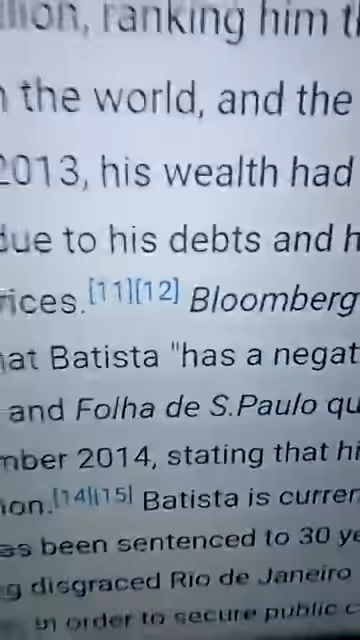 llion, ranking him t
n the world, and the
2013, his wealth had
due to his debts and h
rices.[11][12] Bloomberg
hat Batista "has a negat
and Folha de S.Paulo qu
mber 2014, stating that hi
ion.[14][15] Batista is curren
as been sentenced to 30 ye
g disgraced Rio de Janeiro
in order to secure public c